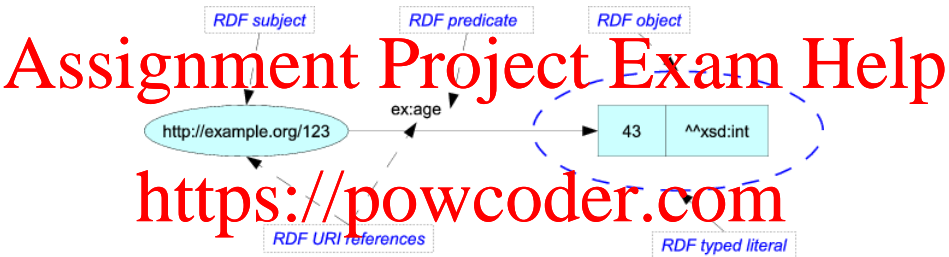 RDF subject RDF predicate RDF object
Assignment Project Exam Help
ex:age
http://example.org/123 43 ^^xsd:int
https://powcoder.com
RDF URI references RDF typed literal